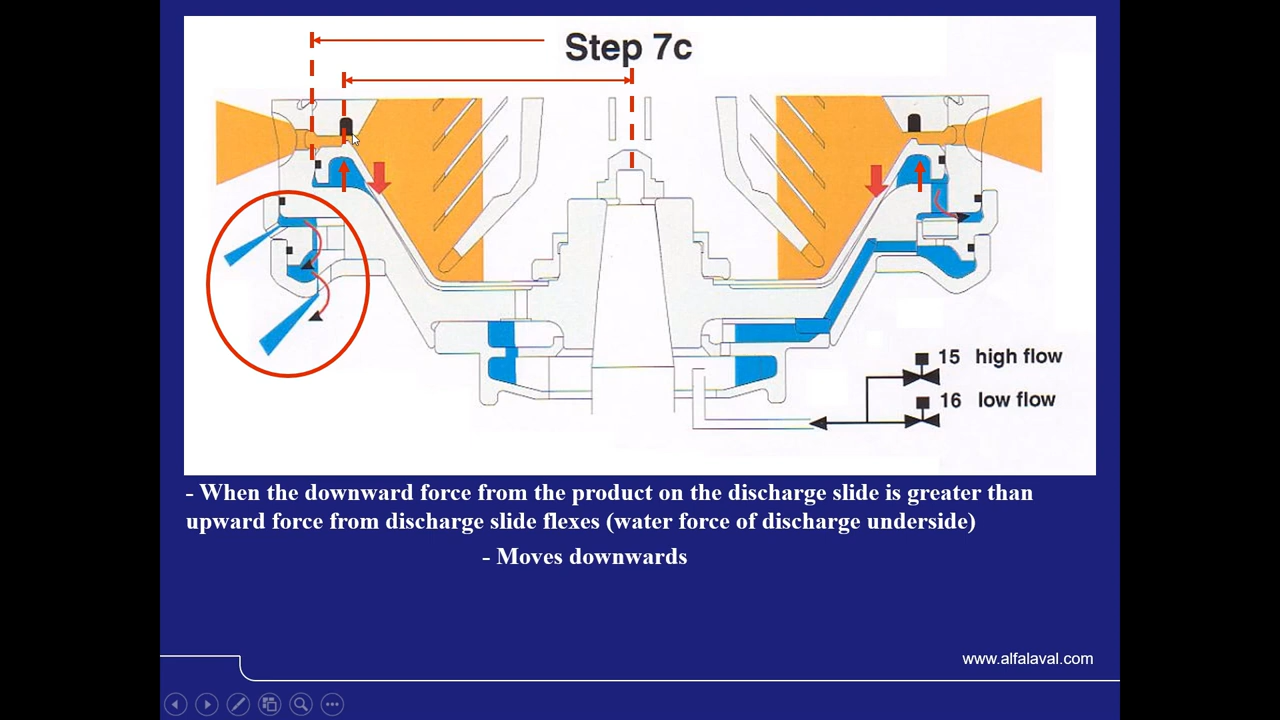 Step 7c
15 high flow
16 low flow
- When the downward force from the product on the discharge slide is greater than
upward force from discharge slide flexes (water force of discharge underside)
- Moves downwards
www.alfalaval.com